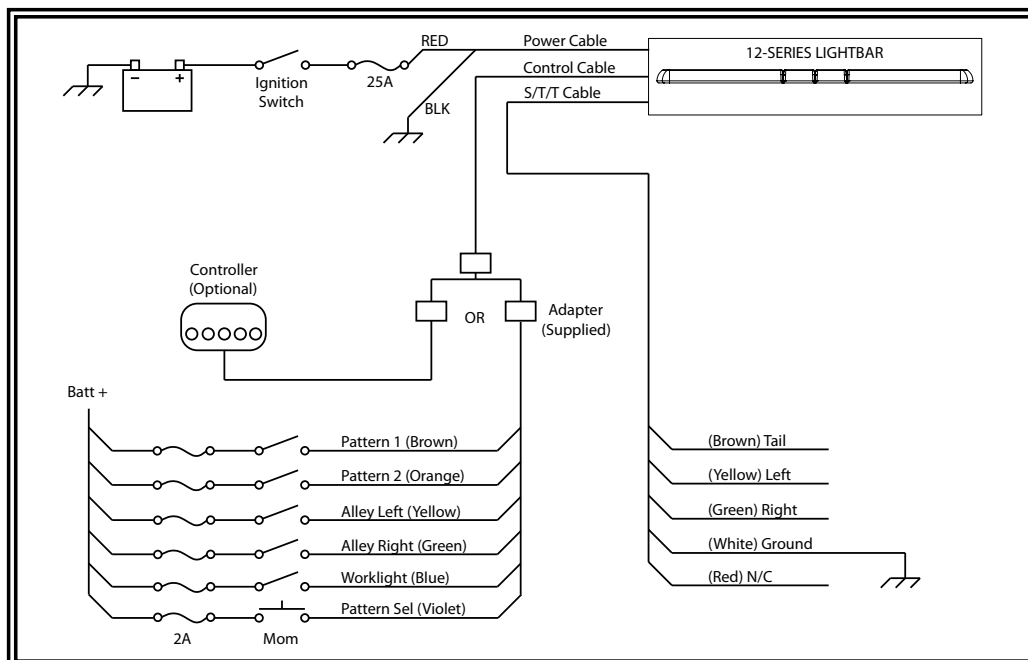 RED
Power Cable
12-SERIES LIGHTBAR
Control Cable
− +
Ignition
Switch
25A
S/T/T Cable
BLK
Controller
(Optional)
OR
Adapter
(Supplied)
Batt +
Pattern 1 (Brown)
Pattern 2 (Orange)
Alley Left (Yellow)
Alley Right (Green)
Worklight (Blue)
Pattern Sel (Violet)
2A
Mom
(Brown) Tail
(Yellow) Left
(Green) Right
(White) Ground
(Red) N/C